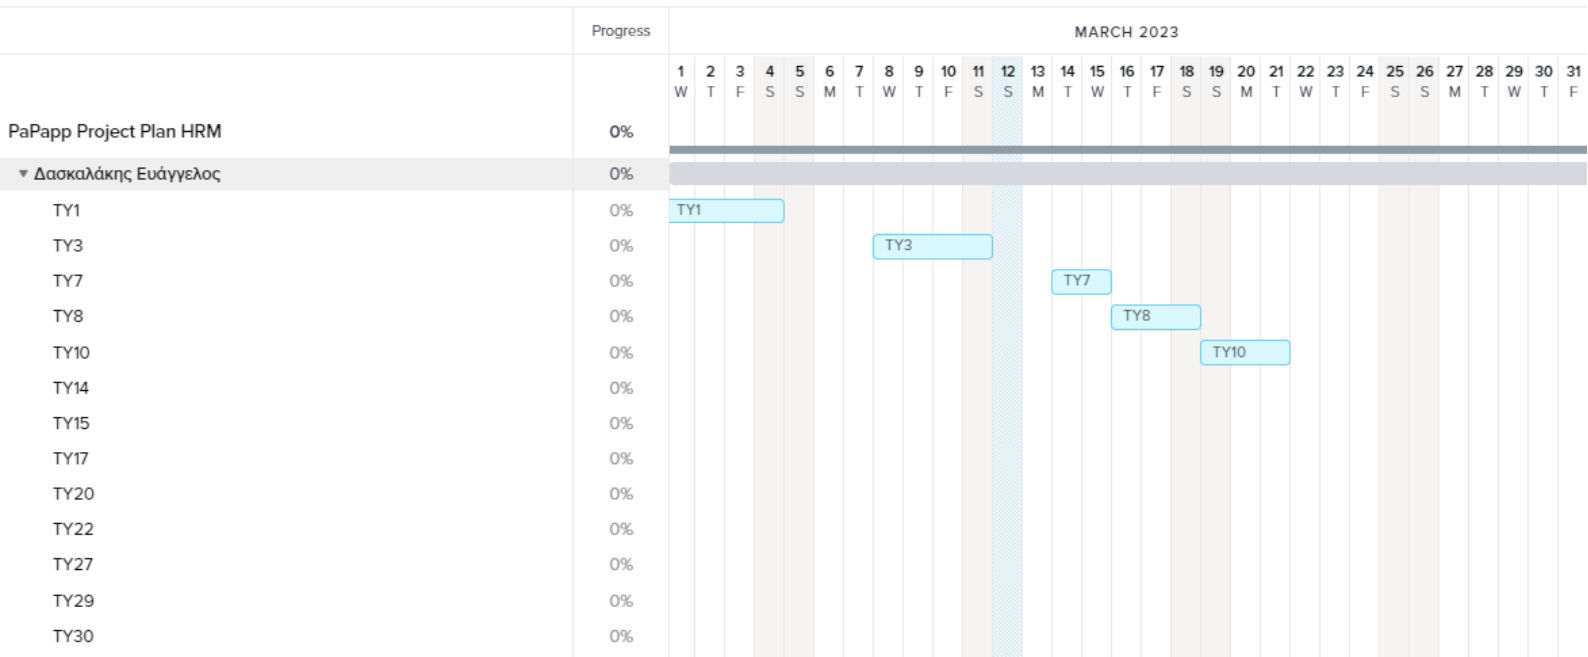 Progress
MARCH 2023
1 2 3 4 5 6 7 8 9 10 11 12 13 14 15 16 17 18 19 20 21 22 23 24 25 26 27 28 29 30 31
W T F S S M T W T F S S M T W T F S S M T W T F S S M T W T F
PaPapp Project Plan HRM 0%
Δασκαλάκης Ευάγγελος 0%
TY1 0% TY1
TY3 0% TY3
TY7 0% TY7
TY8 0% TY8
TY10 0% TY10
TY14 0%
TY15 0%
TY17 0%
TY20 0%
TY22 0%
TY27 0%
TY29 0%
TY30 0%